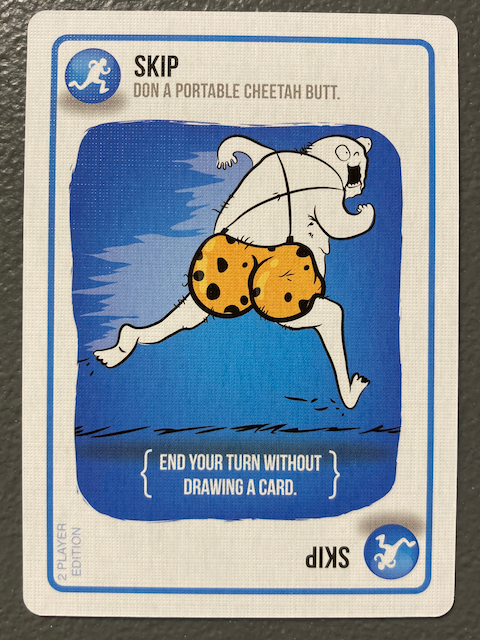 SKIP
DON A PORTABLE CHEETAH BUTT.
END YOUR TURN WITHOUT
DRAWING A CARD.
2 PLAYER
EDITION
SKIP